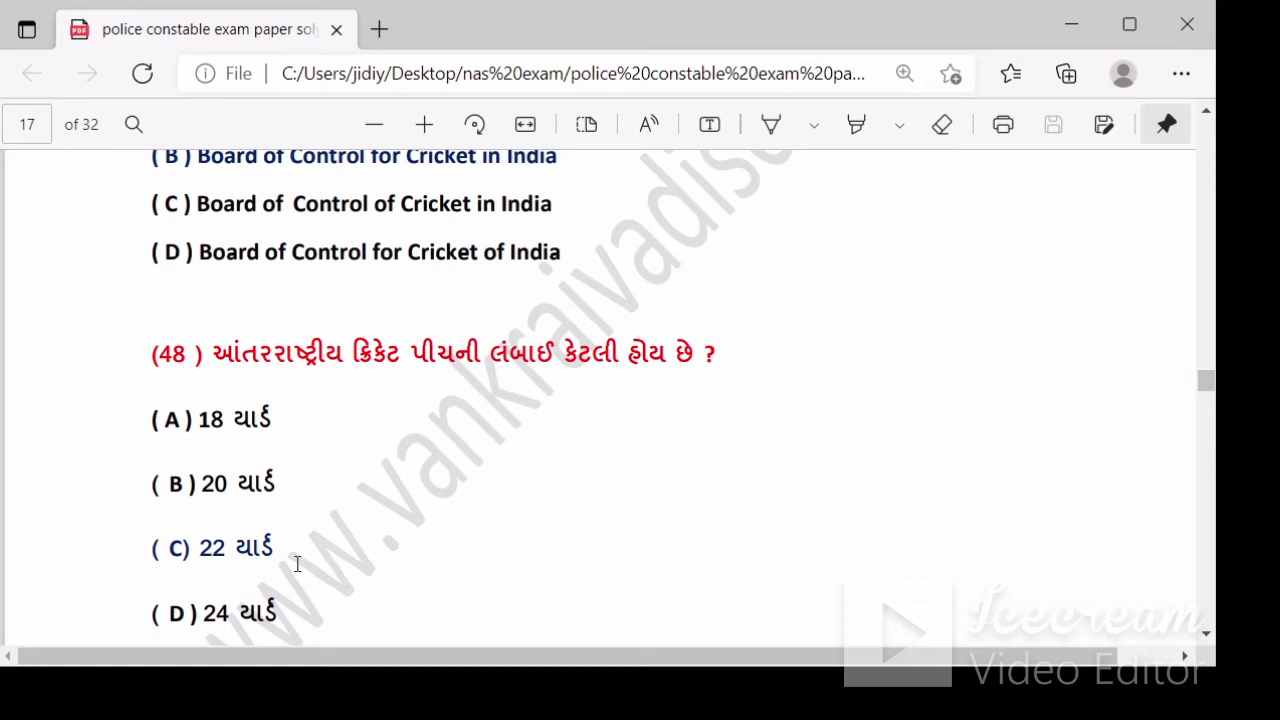 police constable exam paper sol
File
C:/Users/jidiy/Desktop/nas%20exam/police%20constable%20exam%20pa...
17 of 32
( B ) Board of Control for Cricket in India
( C ) Board of Control of Cricket in India
( D ) Board of Control for Cricket of India
(48 ) આંતરરાષ્ટ્રીય ક્રિકેટ પીચની લંબાઈ કેટલી હોય છે ?
( A ) 18 યાર્ડ
( B ) 20 યાર્ડ
( C) 22 યાર્ડ
( D ) 24 યાર્ડ
www.vankraivadiso
Icecream
Video Editor